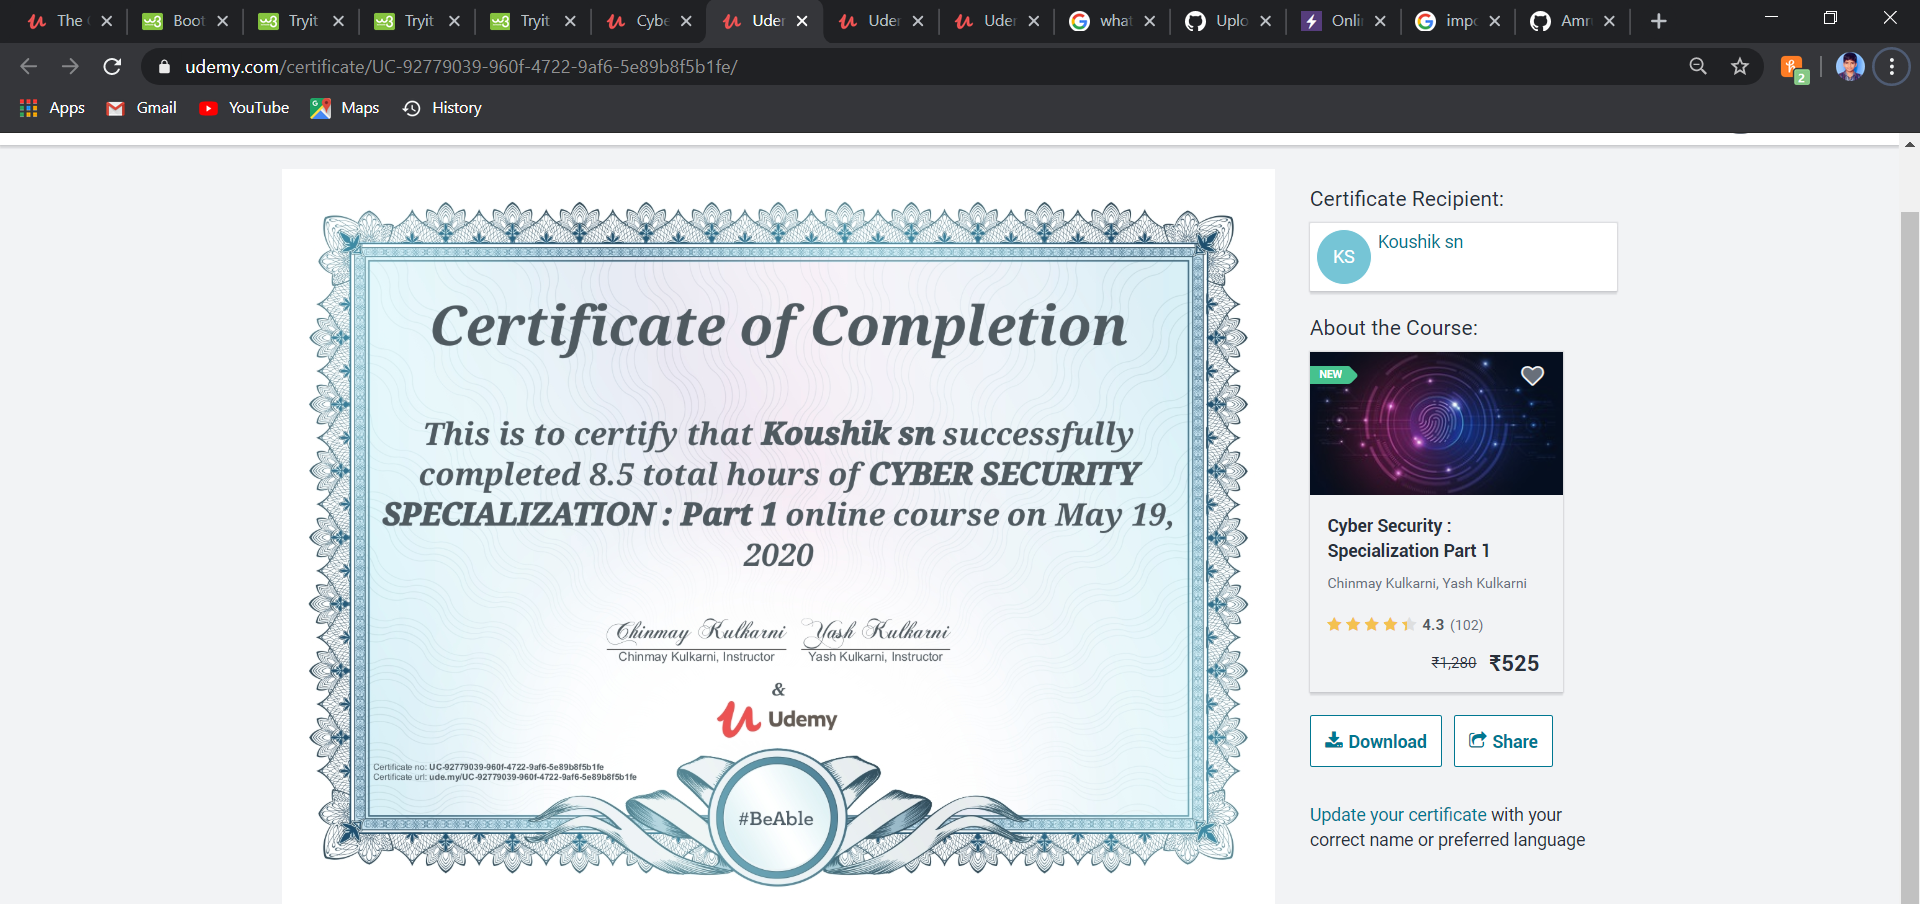 The
Boot
Tryit
Tryit
Tryit
Cybe
Uder
Uder
Uder
what
Uplo
Onli
impo
Amr
udemy.com/certificate/UC-92779039-960f-4722-9af6-5e89b8f5b1fe/
2
Apps
Gmail
YouTube
Maps
History
Certificate of Completion
This is to certify that Koushik sn successfully
completed 8.5 total hours of CYBER SECURITY
SPECIALIZATION : Part 1 online course on May 19,
2020
Chinmay Kulkarni Yash Kulkarni
Chinmay Kulkarni, Instructor Yash Kulkarni, Instructor
&
Udemy
Certificate no: UC-92779039-960f-4722-9af6-5e89b8f5b1fe
Certificate url: ude.my/UC-92779039-960f-4722-9af6-5e89b8f5b1fe
#BeAble
Certificate Recipient:
KS
Koushik sn
About the Course:
NEW
Cyber Security :
Specialization Part 1
Chinmay Kulkarni, Yash Kulkarni
4.3 (102)
₹1,280 ₹525
Download
Share
Update your certificate with your
correct name or preferred language